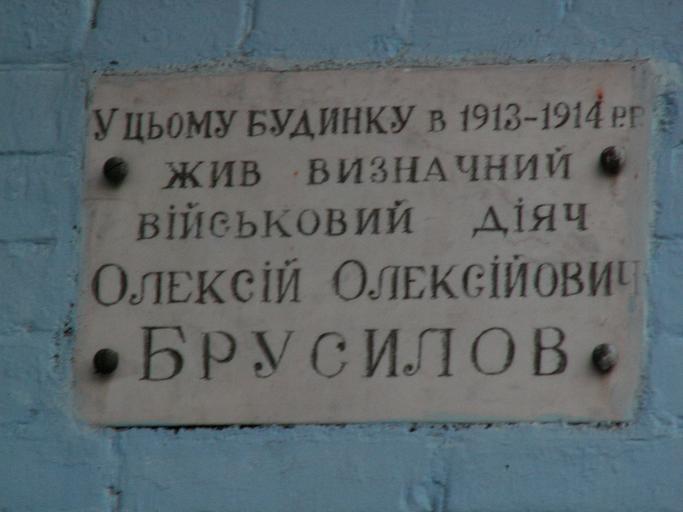 У ЦЬОМУ БУДИНКУ В 1913-1914 Р.Р.
ЖИВ ВИЗНАЧНИЙ
ВІЙСЬКОВИЙ ДІЯЧ
ОЛЕКСІЙ ОЛЕКСІЙОВИЧ
БРУСИЛОВ